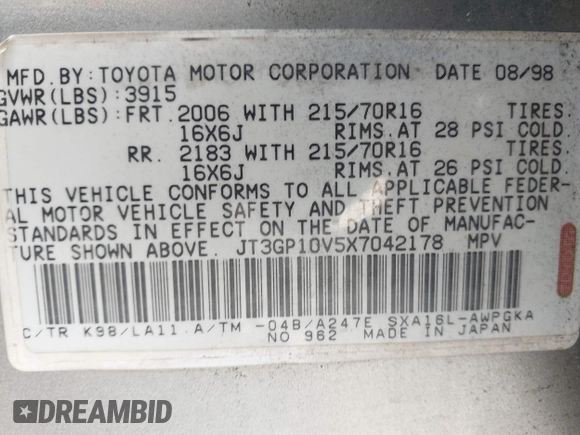 MFD. BY: TOYOTA MOTOR CORPORATION DATE 08/98
GVWR(LBS): 3915
GAWR(LBS): FRT. 2006 WITH 215/70R16 TIRES.
16X6J RIMS. AT 28 PSI COLD.
RR. 2183 WITH 215/70R16 TIRES.
16X6J RIMS. AT 26 PSI COLD.
THIS VEHICLE CONFORMS TO ALL APPLICABLE FEDER-
AL MOTOR VEHICLE SAFETY AND THEFT PREVENTION
STANDARDS IN EFFECT ON THE DATE OF MANUFAC-
TURE SHOWN ABOVE. JT3GP10V5X7042178 MPV
C/TR K98/LA11 A/TM -04B/A247E SXA16L-AWPGKA
NO 962 MADE IN JAPAN
DREAMBID